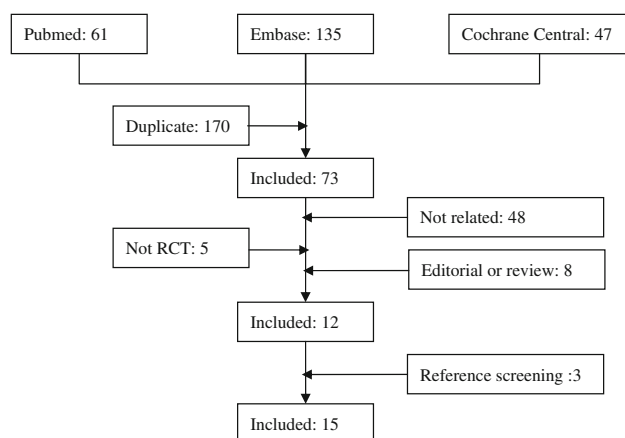 Pubmed: 61
Embase: 135
Cochrane Central: 47
Duplicate: 170
Included: 73
Not related: 48
Not RCT: 5
Editorial or review: 8
Included: 12
Reference screening :3
Included: 15